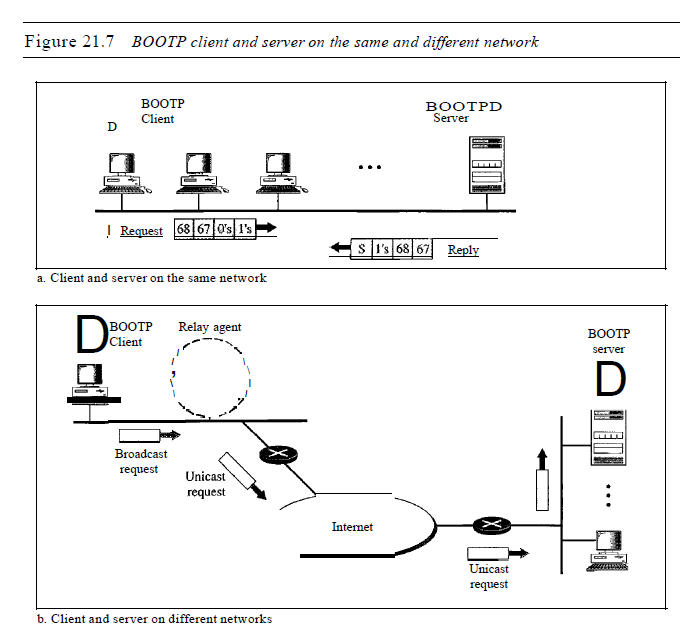 Figure 21.7 BOOTP client and server on the same and different network
BOOTP
Client
D
BOOTPD
Server
Request 68 67 0's 1's
S 1's 68 67 Reply
a. Client and server on the same network
D
BOOTP
Client
Relay agent
BOOTP
server
D
Broadcast
request
Unicast
request
Internet
Unicast
request
b. Client and server on different networks